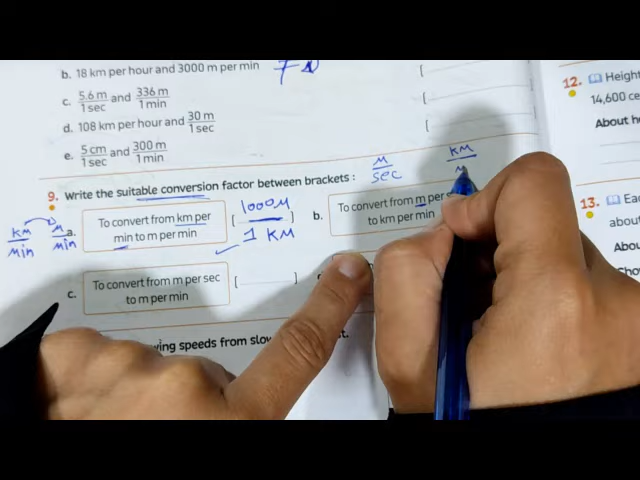 b. 18 km per hour and 3000 m per min
c. 5.6 m / 1 sec and 336 m / 1 min
d. 108 km per hour and 30 m / 1 sec
e. 5 cm / 1 sec and 300 m / 1 min
9. Write the suitable conversion factor between brackets :
M / sec
KM
KM / Min
M / Min
a. To convert from km per
min to m per min
[ 1000M / 1 KM ]
b. To convert from m per
to km per min
c. To convert from m per sec
to m per min
[ ]
speeds from
12. Height
14,600
About
13.
about
Abou